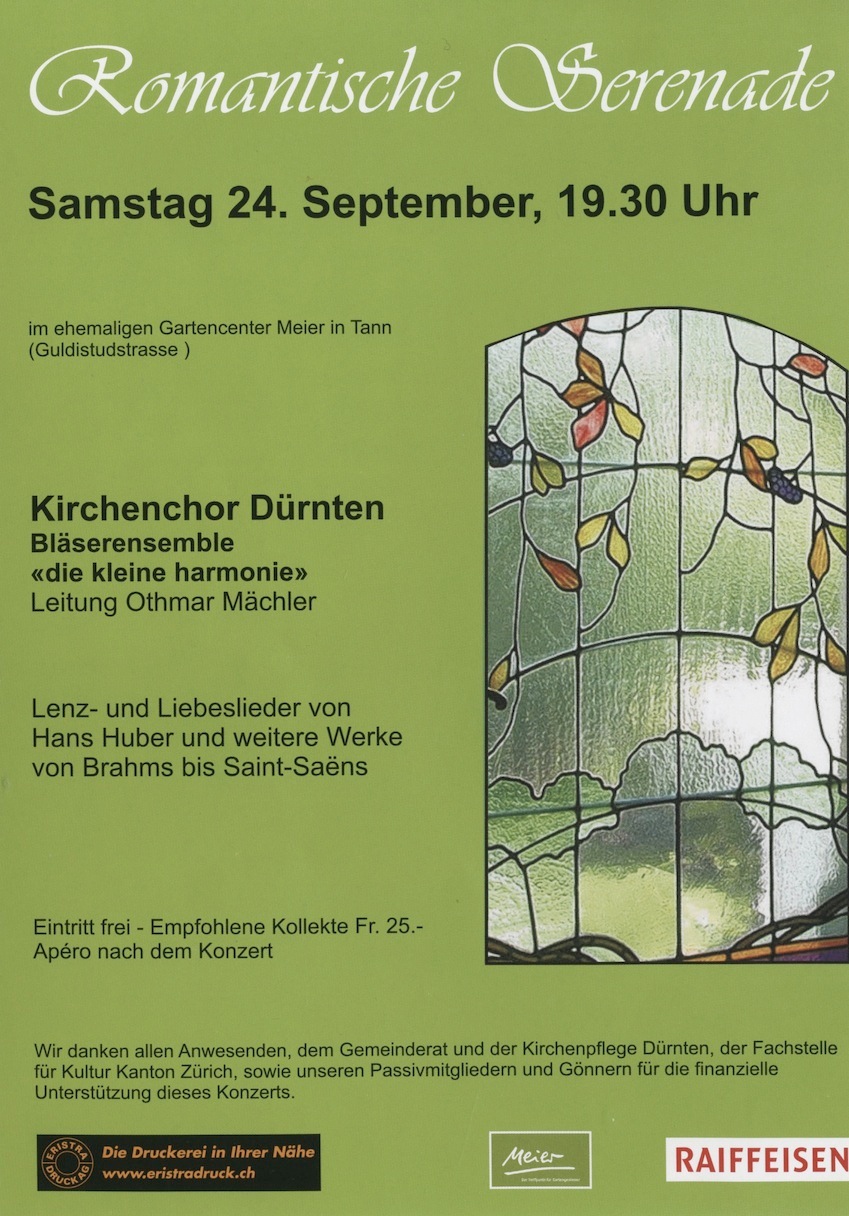 Romantische Serenade
Samstag 24. September, 19.30 Uhr
im ehemaligen Gartencenter Meier in Tann
(Guldistudstrasse )
Kirchenchor Dürnten
Bläserensemble
«die kleine harmonie»
Leitung Othmar Mächler
Lenz- und Liebeslieder von
Hans Huber und weitere Werke
von Brahms bis Saint-Saëns
Eintritt frei - Empfohlene Kollekte Fr. 25.-
Apéro nach dem Konzert
Wir danken allen Anwesenden, dem Gemeinderat und der Kirchenpflege Dürnten, der Fachstelle
für Kultur Kanton Zürich, sowie unseren Passivmitgliedern und Gönnern für die finanzielle
Unterstützung dieses Konzerts.
ERISTRA
DRUCK AG
Die Druckerei in Ihrer Nähe
www.eristradruck.ch
Meier
RAIFFEISEN